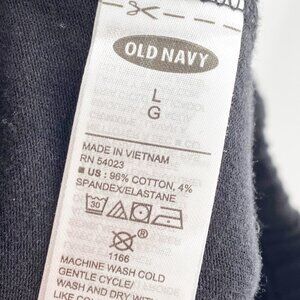 OLD NAVY
L
G
MADE IN VIETNAM
RN 54023
■ US : 96% COTTON, 4%
SPANDEX/ELASTANE
30
1166
MACHINE WASH COLD
GENTLE CYCLE/
WASH AND DRY WITH
LIKE